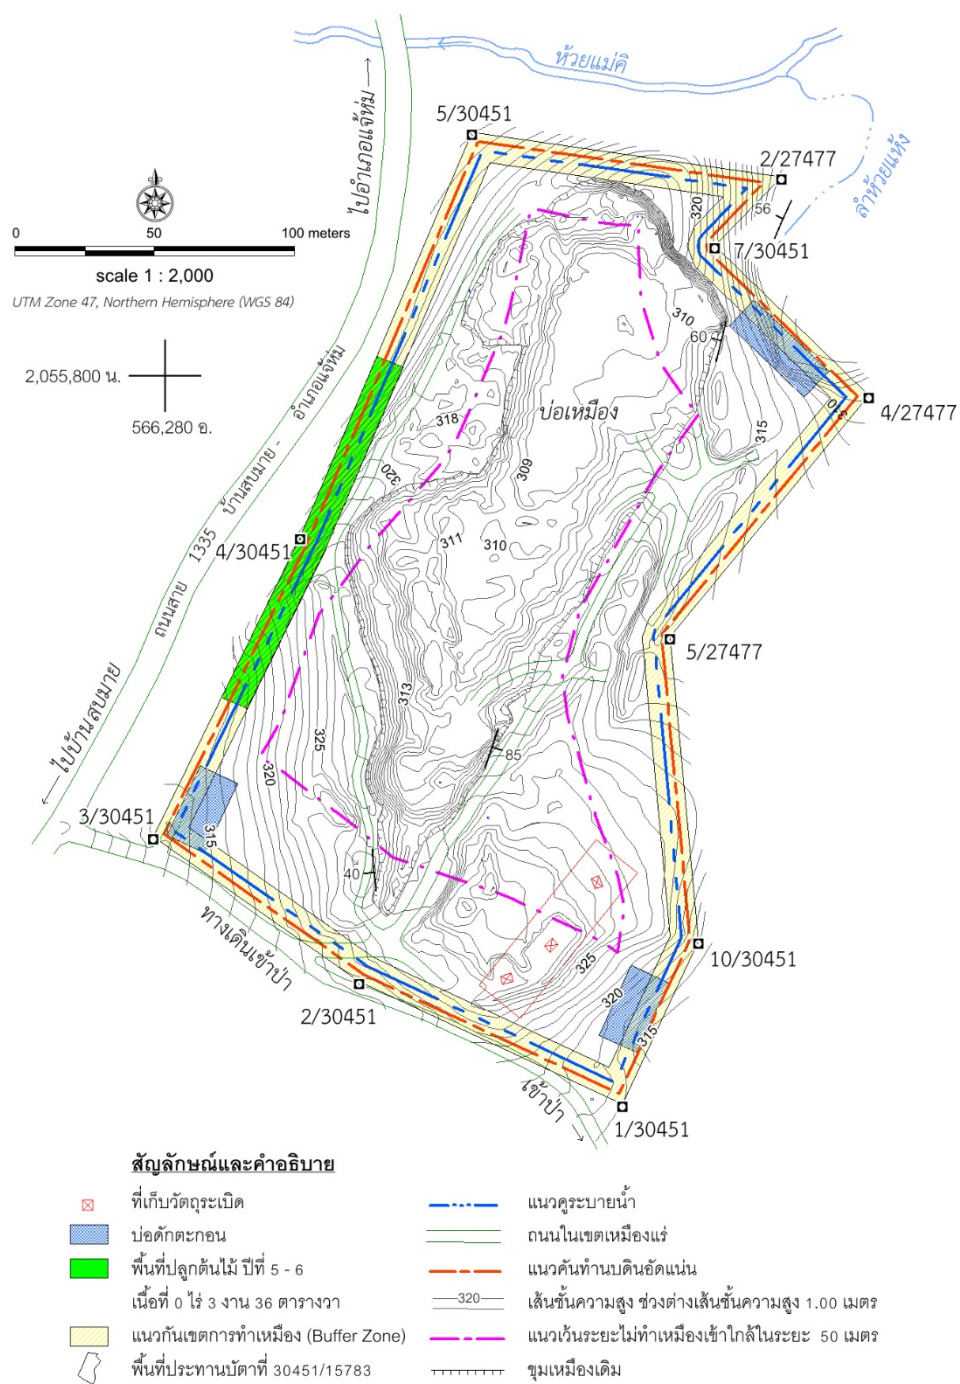 ห้วยแม่คิ
ไปอำเภอแจ้ห่ม
5/30451
2/27477
ลำห้วยแห้ง
320
56
7/30451
0 50 100 meters
scale 1 : 2,000
UTM Zone 47, Northern Hemisphere (WGS 84)
310
60
2,055,800 น.
566,280 อ.
อำเภอแจ้ห่ม
บ้านสบมาย -
1335
ถนนสาย
318
บ่อเหมือง
315
310
4/27477
320
309
4/30451
311
310
5/27477
ไปบ้านสบมาย
313
325
320
85
3/30451
315
40
ทางเดินเข้าป่า
10/30451
325
320
315
2/30451
เข้าป่า
1/30451
สัญลักษณ์และคำอธิบาย
ที่เก็บวัตถุระเบิด
แนวคูระบายน้ำ
บ่อดักตะกอน
ถนนในเขตเหมืองแร่
พื้นที่ปลูกต้นไม้ ปีที่ 5 - 6
แนวคันทำนบดินอัดแน่น
เนื้อที่ 0 ไร่ 3 งาน 36 ตารางวา
320
เส้นชั้นความสูง ช่วงต่างเส้นชั้นความสูง 1.00 เมตร
แนวกันเขตการทำเหมือง (Buffer Zone)
แนวเว้นระยะไม่ทำเหมืองเข้าใกล้ในระยะ 50 เมตร
พื้นที่ประทานบัตาที่ 30451/15783
ขุมเหมืองเดิม